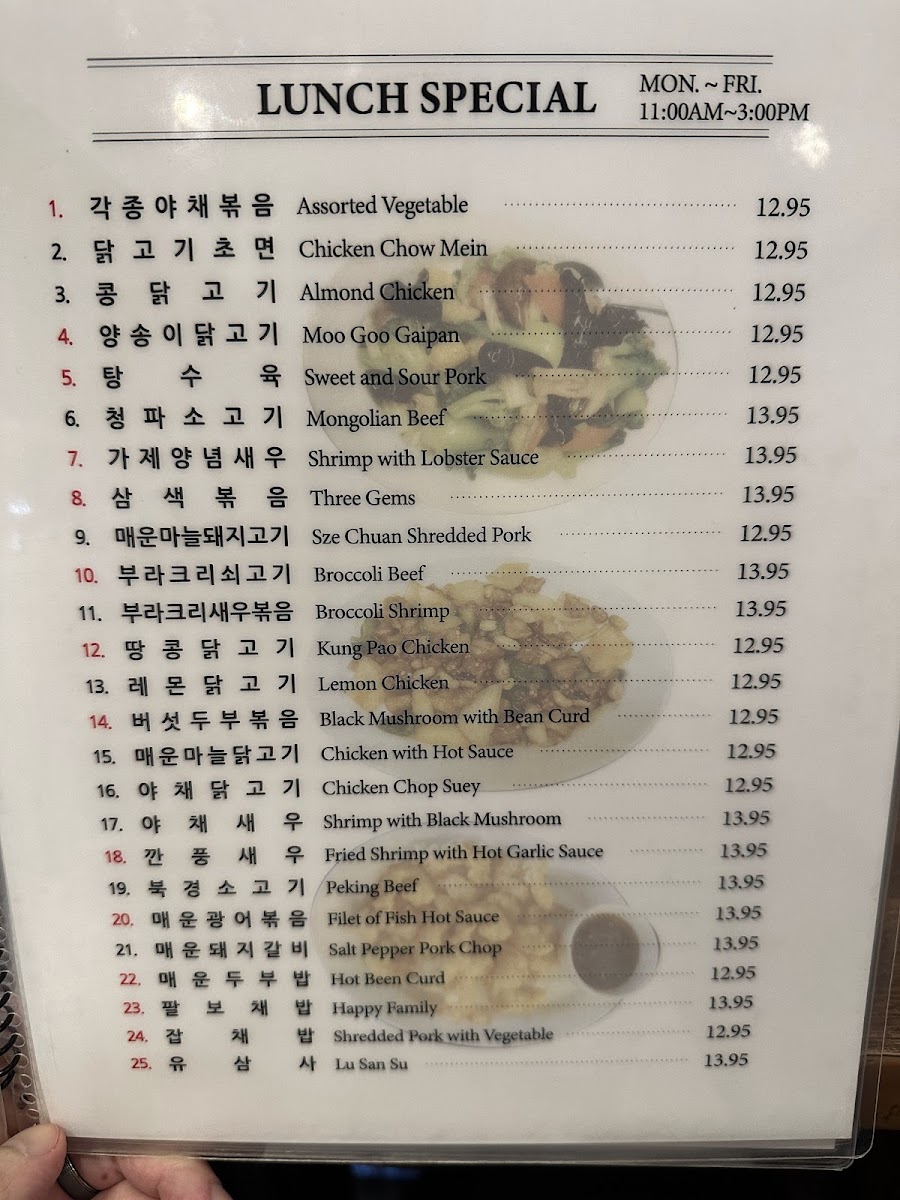 LUNCH SPECIAL
MON. ~ FRI.
11:00AM~3:00PM
1. 각종야채볶음 Assorted Vegetable 12.95
2. 닭고기초면 Chicken Chow Mein 12.95
3. 콩닭고기 Almond Chicken 12.95
4. 양송이닭고기 Moo Goo Gaipan 12.95
5. 탕수육 Sweet and Sour Pork 12.95
6. 청파소고기 Mongolian Beef 13.95
7. 가제양념새우 Shrimp with Lobster Sauce 13.95
8. 삼색볶음 Three Gems 13.95
9. 매운마늘돼지고기 Sze Chuan Shredded Pork 12.95
10. 부라크리쇠고기 Broccoli Beef 13.95
11. 부라크리새우볶음 Broccoli Shrimp 13.95
12. 땅콩닭고기 Kung Pao Chicken 12.95
13. 레몬닭고기 Lemon Chicken 12.95
14. 버섯두부볶음 Black Mushroom with Bean Curd 12.95
15. 매운마늘닭고기 Chicken with Hot Sauce 12.95
16. 야채닭고기 Chicken Chop Suey 12.95
17. 야채새우 Shrimp with Black Mushroom 13.95
18. 깐풍새우 Fried Shrimp with Hot Garlic Sauce 13.95
19. 북경소고기 Peking Beef 13.95
20. 매운광어볶음 Filet of Fish Hot Sauce 13.95
21. 매운돼지갈비 Salt Pepper Pork Chop 13.95
22. 매운두부밥 Hot Been Curd 12.95
23. 팔보채밥 Happy Family 13.95
24. 잡채밥 Shredded Pork with Vegetable 12.95
25. 유삼사 Lu San Su 13.95